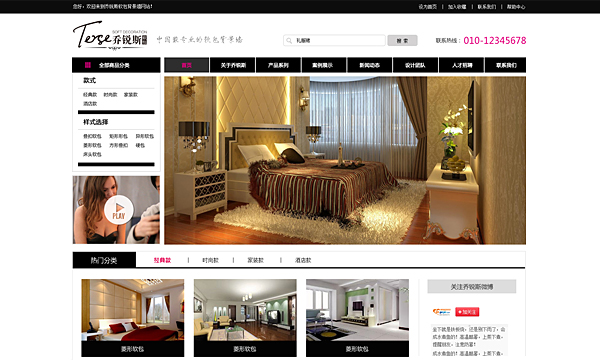 您好，欢迎来到乔锐斯软包背景墙网站！
设为首页 | 加入收藏 | 联系我们 | 帮助中心
Terse 乔锐斯
SOFT DECORATION
中国最专业的软包背景墙
礼服裙
搜索
联系热线：010-12345678
全部商品分类
首页 关于乔锐斯 产品系列 案例展示 新闻动态 设计团队 人才招聘 联系我们
款式
经典款 时尚款 家装款
酒店款
样式选择
叠扣软包 矩形形包 异形软包
菱形软包 方形叠扣 硬包
床头软包
PLAY
热门分类
经典款 | 时尚款 | 家装款 | 酒店款
关注乔锐斯微博
加关注
菱形软包 菱形软包 菱形软包